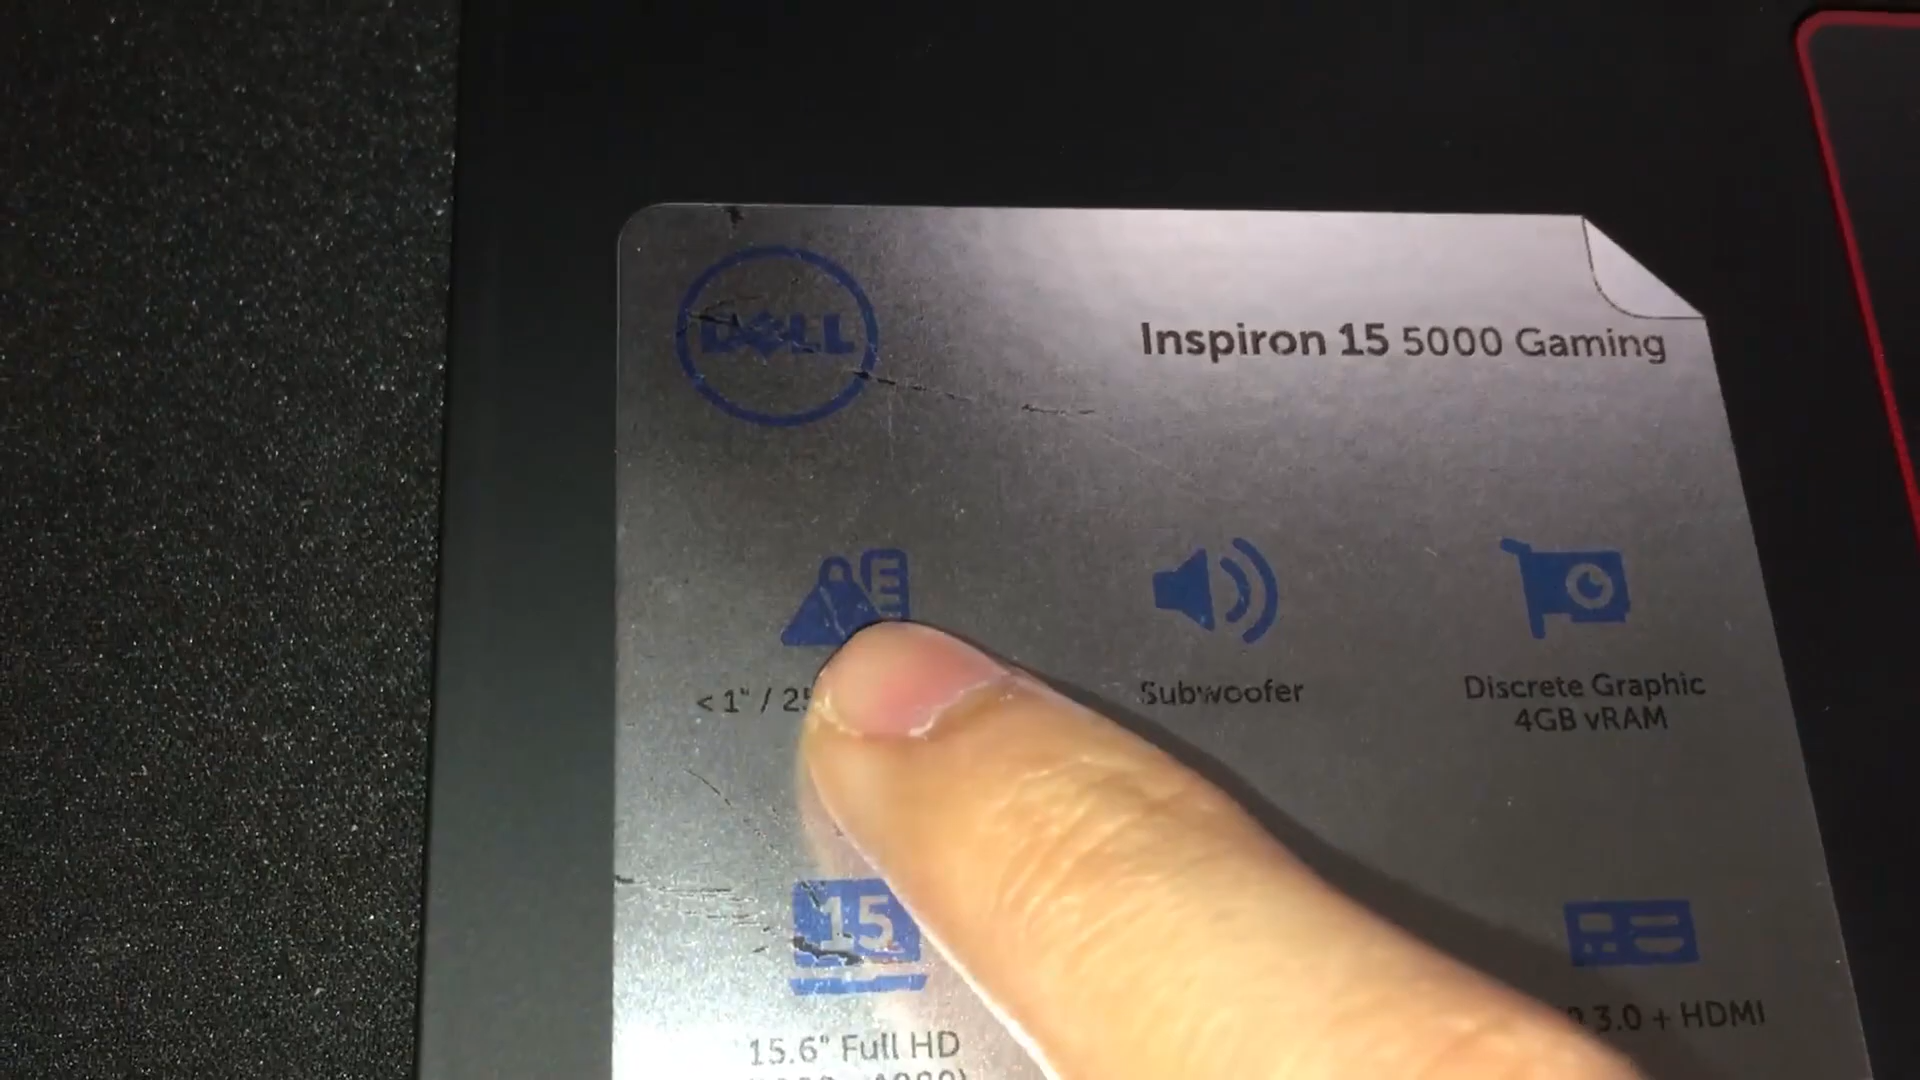 DELL
Inspiron 15 5000 Gaming
< 1" /
Subwoofer
Discrete Graphic
4GB vRAM
15
15.6" Full HD
3.0 + HDMI